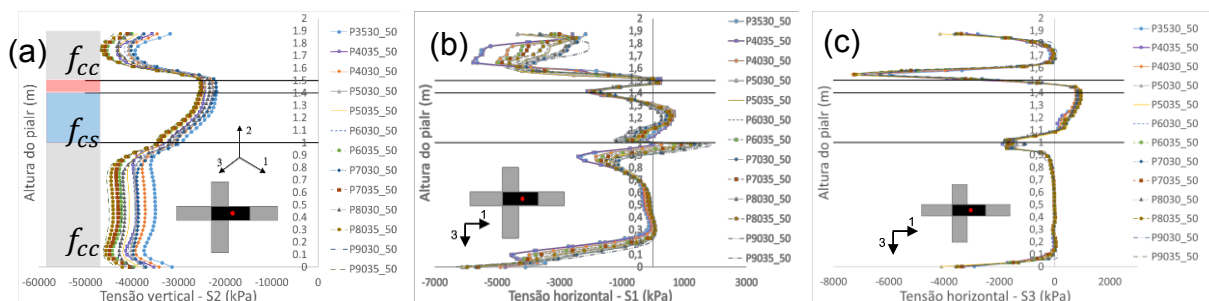 (a)
Altura do pialr (m)
2
1.9
1.8
1.7
1.6
1.5
1.4
1.3
1.2
1.1
1
0.9
0.8
0.7
0.6
0.5
0.4
0.3
0.2
0.1
0
fcc
fcs
fcc
2
3
1
-60000
-50000
-40000
-30000
-20000
-10000
0
Tensão vertical - S2 (kPa)
P3530_50
P4035_50
P4030_50
P5030_50
P5035_50
P6030_50
P6035_50
P7030_50
P7035_50
P8030_50
P8035_50
P9030_50
P9035_50
(b)
Altura do pialr (m)
2
1,9
1,8
1,7
1,6
1,5
1,4
1,3
1,2
1,1
1
0,9
0,8
0,7
0,6
0,5
0,4
0,3
0,2
0,1
0
1
3
-7000
-5000
-3000
-1000
1000
3000
Tensão horizontal - S1 (kPa)
P3530_50
P4035_50
P4030_50
P5030_50
P5035_50
P6030_50
P6035_50
P7030_50
P7035_50
P8030_50
P8035_50
P9030_50
P9035_50
(c)
Altura do pialr (m)
2
1,9
1,8
1,7
1,6
1,5
1,4
1,3
1,2
1,1
1
0,9
0,8
0,7
0,6
0,5
0,4
0,3
0,2
0,1
0
1
3
-8000
-6000
-4000
-2000
0
2000
Tensão horizontal - S3 (kPa)
P3530_50
P4035_50
P4030_50
P5030_50
P5035_50
P6030_50
P6035_50
P7030_50
P7035_50
P8030_50
P8035_50
P9030_50
P9035_50